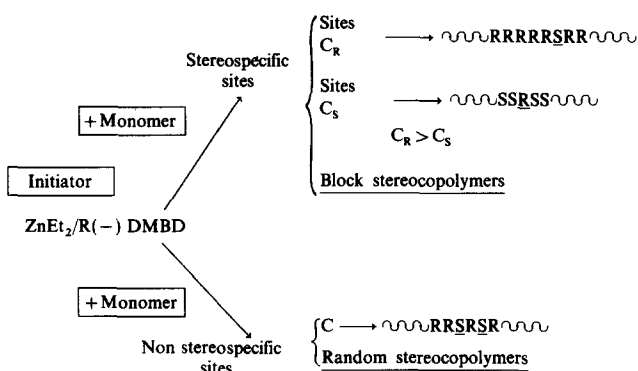 Sites
C_R → RRRRRSRR
Stereospecific
sites
Sites
C_S → SSRSS
C_R > C_S
Block stereocopolymers
+ Monomer
Initiator
ZnEt₂/R(−) DMBD
+ Monomer
C → RRSRSR
Non stereospecific
sites
Random stereocopolymers